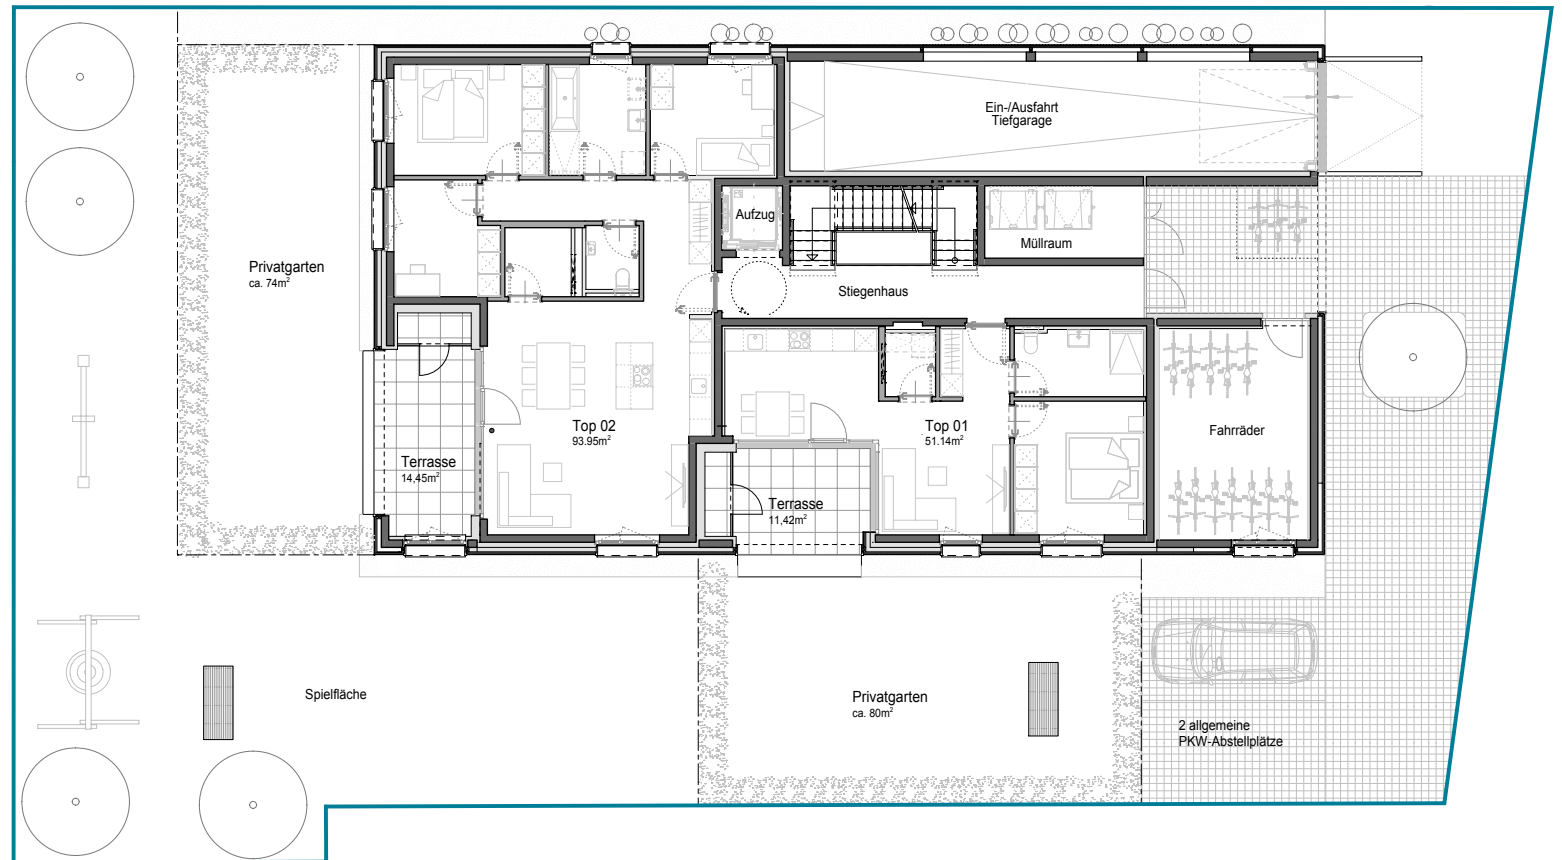 Ein-/Ausfahrt
Tiefgarage
Aufzug
Müllraum
Stiegenhaus
Privatgarten
ca. 74m²
Top 02
93.95m²
Top 01
51.14m²
Fahrräder
Terrasse
14,45m²
Terrasse
11,42m²
Spielfläche
Privatgarten
ca. 80m²
2 allgemeine
PKW-Abstellplätze